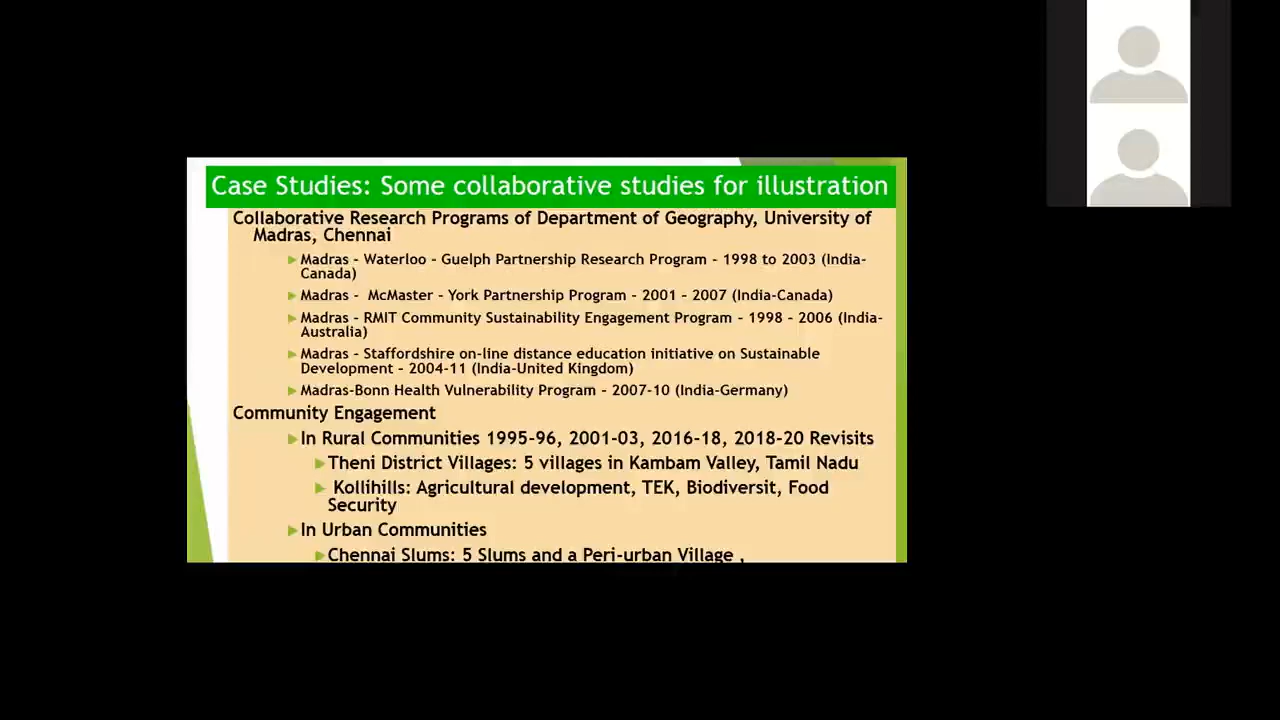 Case Studies: Some collaborative studies for illustration
Collaborative Research Programs of Department of Geography, University of
Madras, Chennai
Madras - Waterloo - Guelph Partnership Research Program - 1998 to 2003 (India-
Canada)
Madras - McMaster - York Partnership Program - 2001 - 2007 (India-Canada)
Madras - RMIT Community Sustainability Engagement Program - 1998 - 2006 (India-
Australia)
Madras - Staffordshire on-line distance education initiative on Sustainable
Development - 2004-11 (India-United Kingdom)
Madras-Bonn Health Vulnerability Program - 2007-10 (India-Germany)
Community Engagement
In Rural Communities 1995-96, 2001-03, 2016-18, 2018-20 Revisits
Theni District Villages: 5 villages in Kambam Valley, Tamil Nadu
Kollihills: Agricultural development, TEK, Biodiversit, Food
Security
In Urban Communities
Chennai Slums: 5 Slums and a Peri-urban Village ,